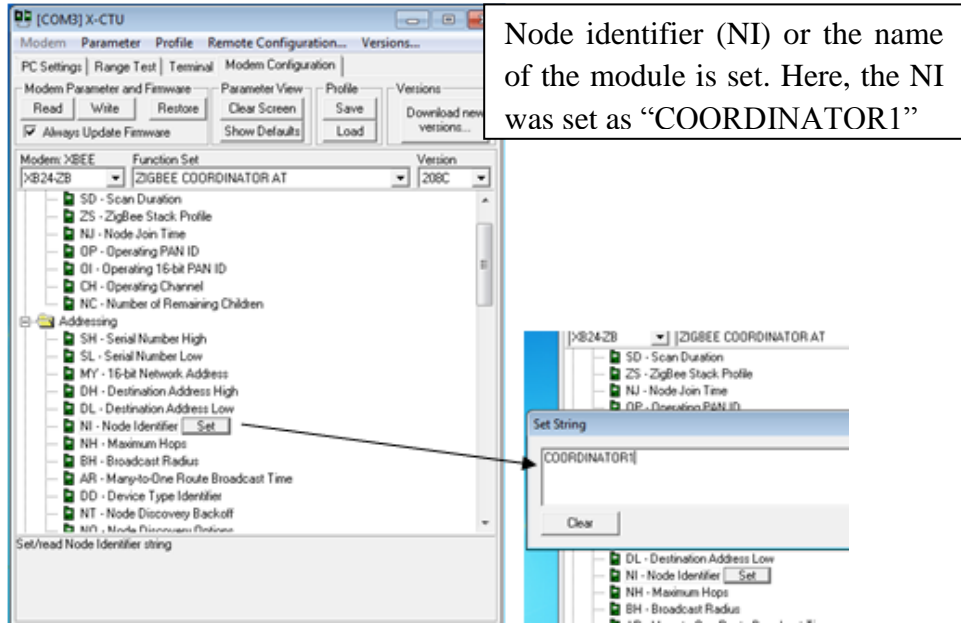 [COM3] X-CTU
Modem Parameter Profile Remote Configuration... Versions...
PC Settings Range Test Terminal Modem Configuration
Modem Parameter and Firmware Parameter View Profile Versions
Read Write Restore Clear Screen Save Download new
Always Update Firmware Show Defaults Load versions...
Modem: XBEE Function Set Version
XB24-ZB ZIGBEE COORDINATOR AT 208C
SD - Scan Duration
ZS - ZigBee Stack Profile
NJ - Node Join Time
OP - Operating PAN ID
OI - Operating 16-bit PAN ID
CH - Operating Channel
NC - Number of Remaining Children
Addressing
SH - Serial Number High
SL - Serial Number Low
MY - 16-bit Network Address
DH - Destination Address High
DL - Destination Address Low
NI - Node Identifier Set
NH - Maximum Hops
BH - Broadcast Radius
AR - Many-to-One Route Broadcast Time
DD - Device Type Identifier
NT - Node Discovery Backoff
NO - Node Discovery Options
Set/read Node Identifier string
Node identifier (NI) or the name
of the module is set. Here, the NI
was set as “COORDINATOR1”
XB24-ZB ZIGBEE COORDINATOR AT
SD - Scan Duration
ZS - ZigBee Stack Profile
NJ - Node Join Time
OP - Operating PAN ID
Set String
COORDINATOR1
Clear
DL - Destination Address Low
NI - Node Identifier Set
NH - Maximum Hops
BH - Broadcast Radius